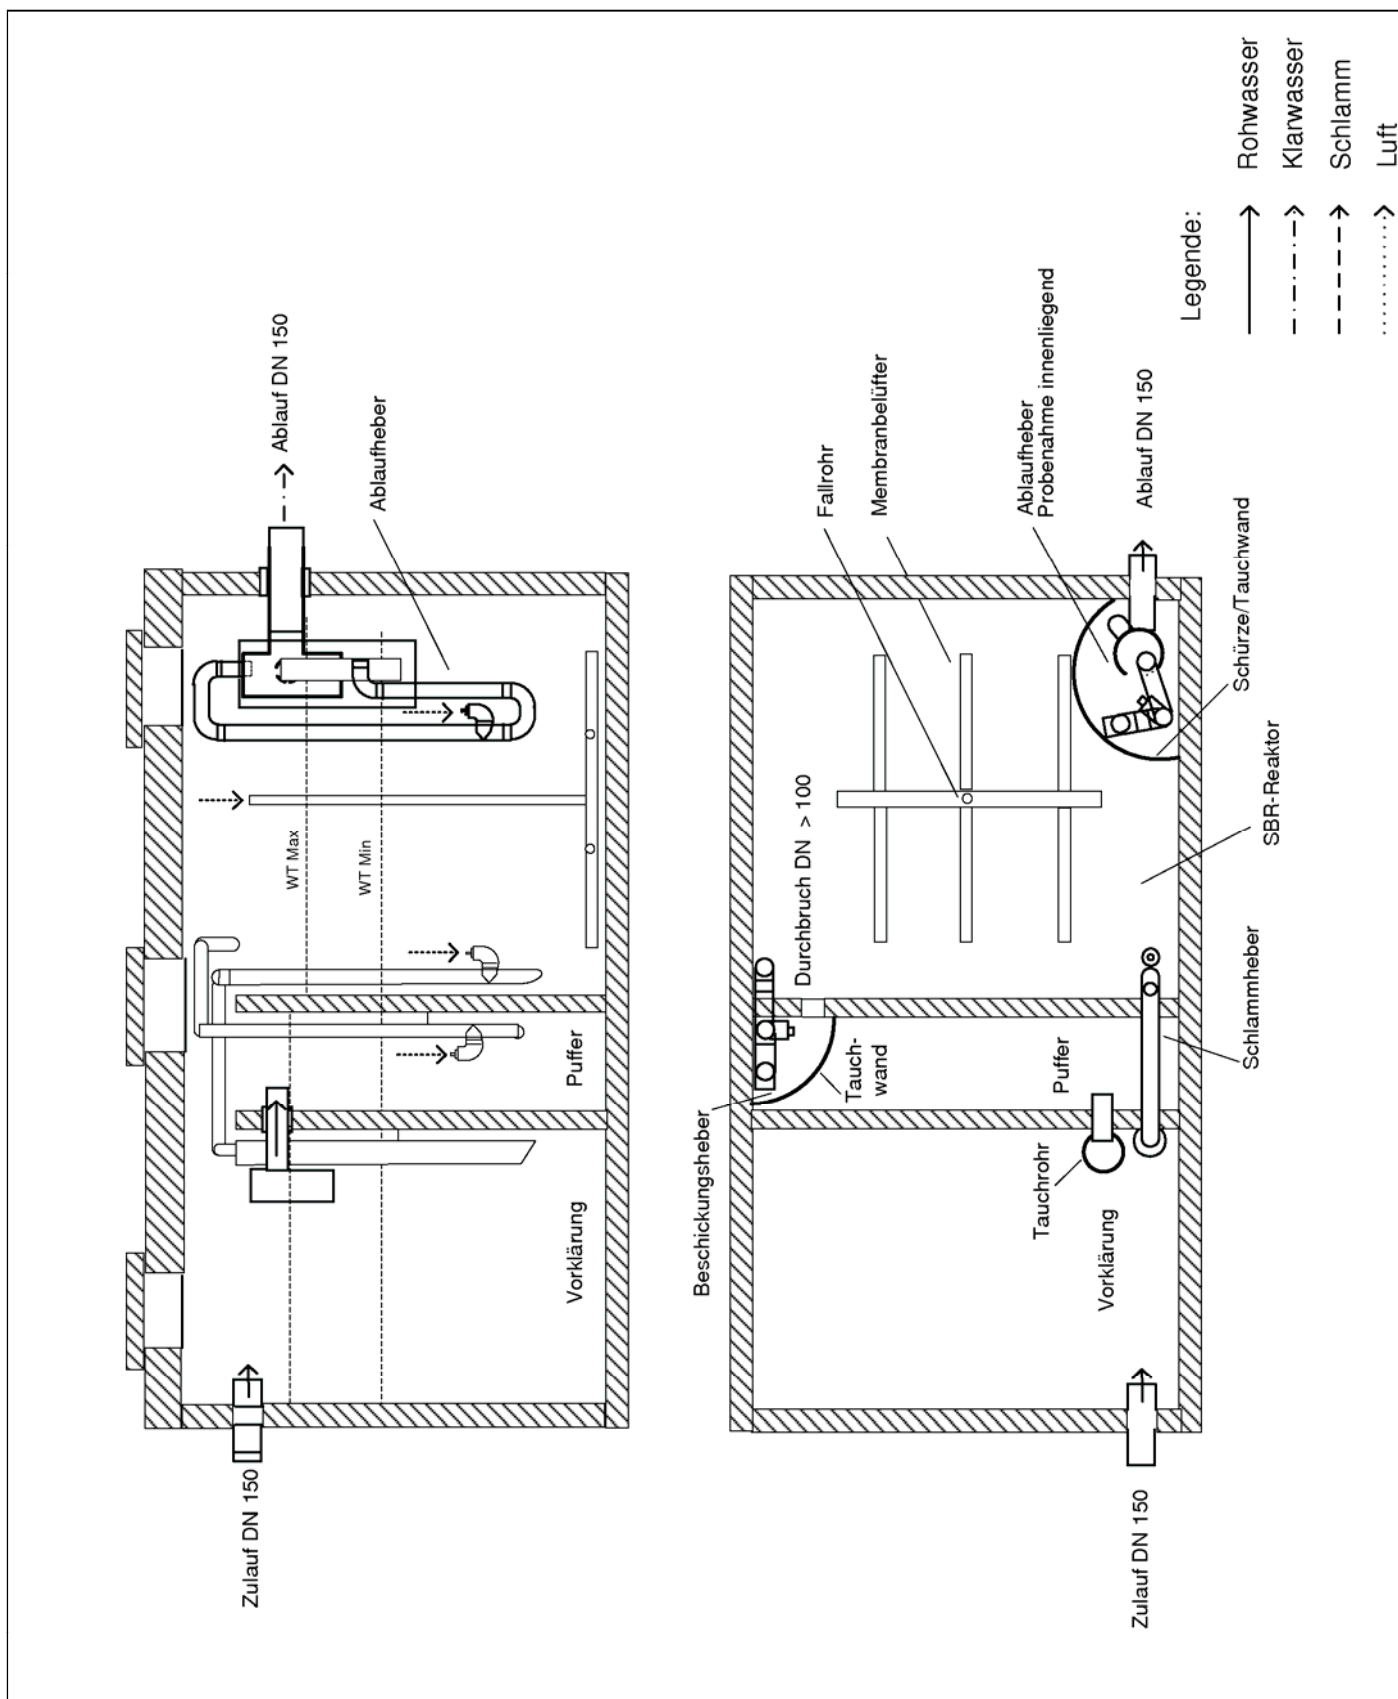 Zulauf DN 150
Vorklärung
Puffer
WT Max
WT Min
Ablaufheber
Ablauf DN 150
Zulauf DN 150
Vorklärung
Tauchrohr
Puffer
Beschickungsheber
Tauch-
wand
Durchbruch DN > 100
Fallrohr
Membranbelüfter
Ablaufheber
Probenahme innenliegend
Ablauf DN 150
Schürze/Tauchwand
SBR-Reaktor
Schlammheber
Legende:
Rohwasser
Klarwasser
Schlamm
Luft